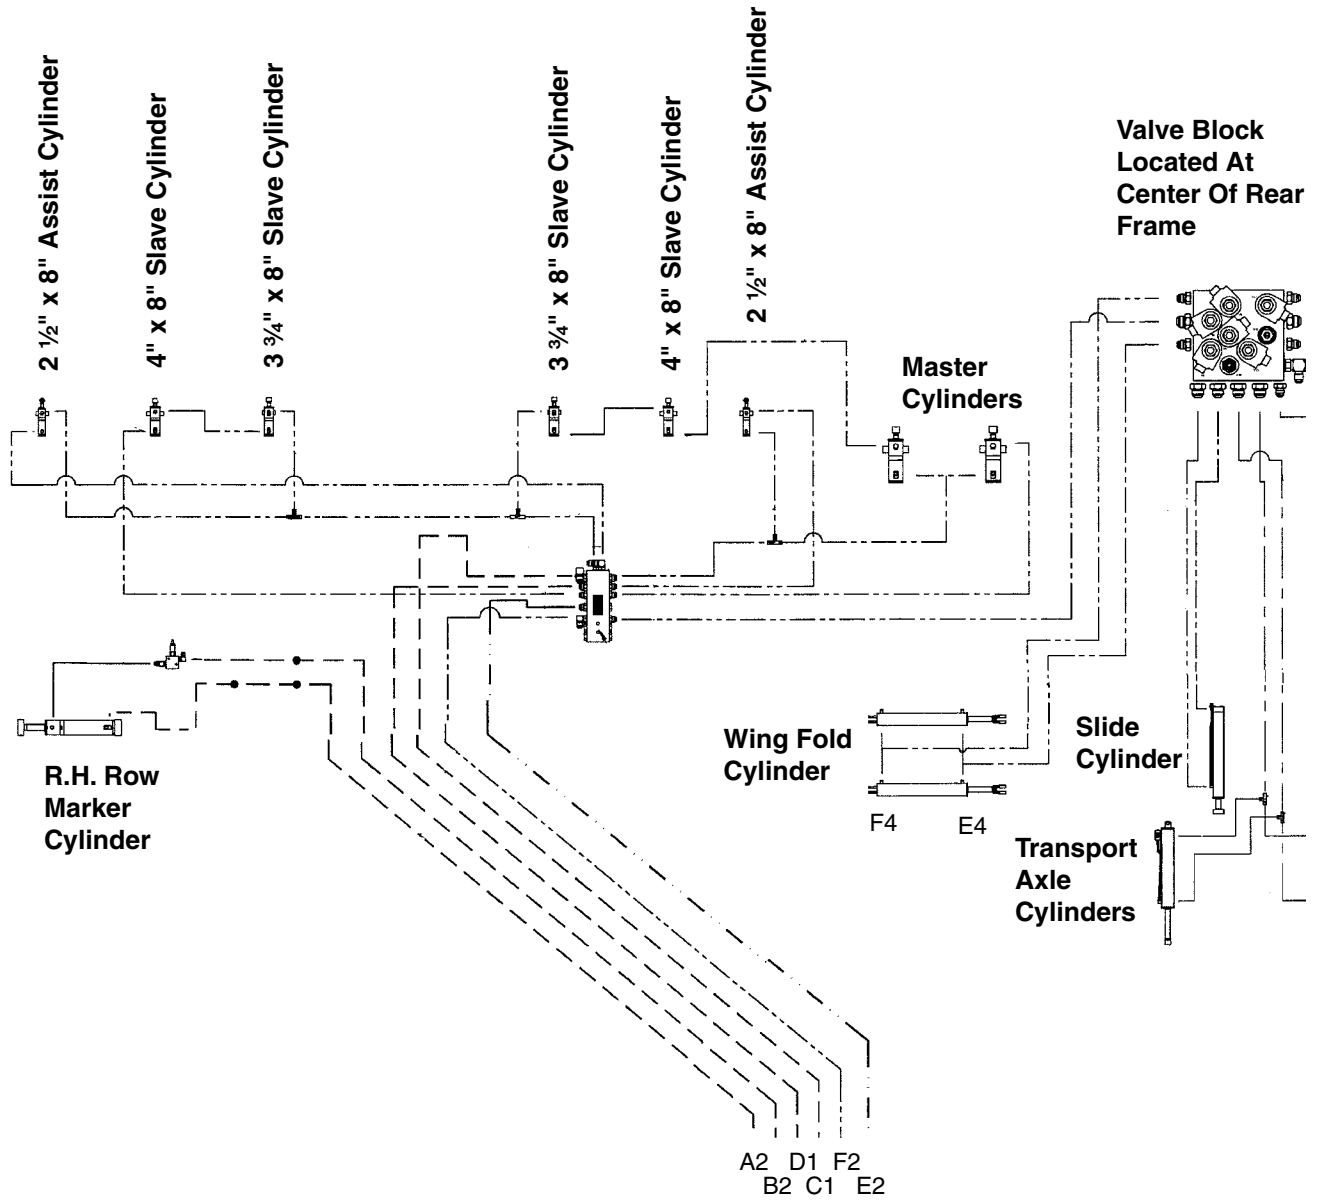 2 ½" x 8" Assist Cylinder
4" x 8" Slave Cylinder
3 ¾" x 8" Slave Cylinder
3 ¾" x 8" Slave Cylinder
4" x 8" Slave Cylinder
2 ½" x 8" Assist Cylinder
Valve Block
Located At
Center Of Rear
Frame
Master
Cylinders
R.H. Row
Marker
Cylinder
Wing Fold
Cylinder
F4
E4
Slide
Cylinder
Transport
Axle
Cylinders
A2
B2
D1
C1
F2
E2